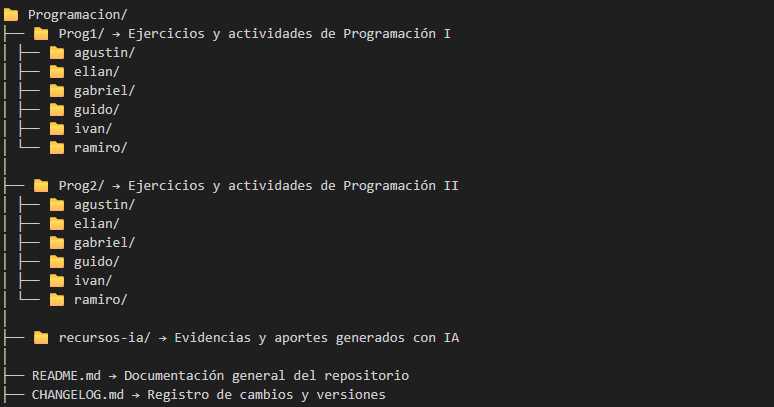 📁 Programacion/
├── 📁 Prog1/ → Ejercicios y actividades de Programación I
│ ├── 📁 agustin/
│ ├── 📁 elian/
│ ├── 📁 gabriel/
│ ├── 📁 guido/
│ ├── 📁 ivan/
│ └── 📁 ramiro/
│
├── 📁 Prog2/ → Ejercicios y actividades de Programación II
│ ├── 📁 agustin/
│ ├── 📁 elian/
│ ├── 📁 gabriel/
│ ├── 📁 guido/
│ ├── 📁 ivan/
│ └── 📁 ramiro/
│
├── 📁 recursos-ia/ → Evidencias y aportes generados con IA
│
├── README.md → Documentación general del repositorio
├── CHANGELOG.md → Registro de cambios y versiones